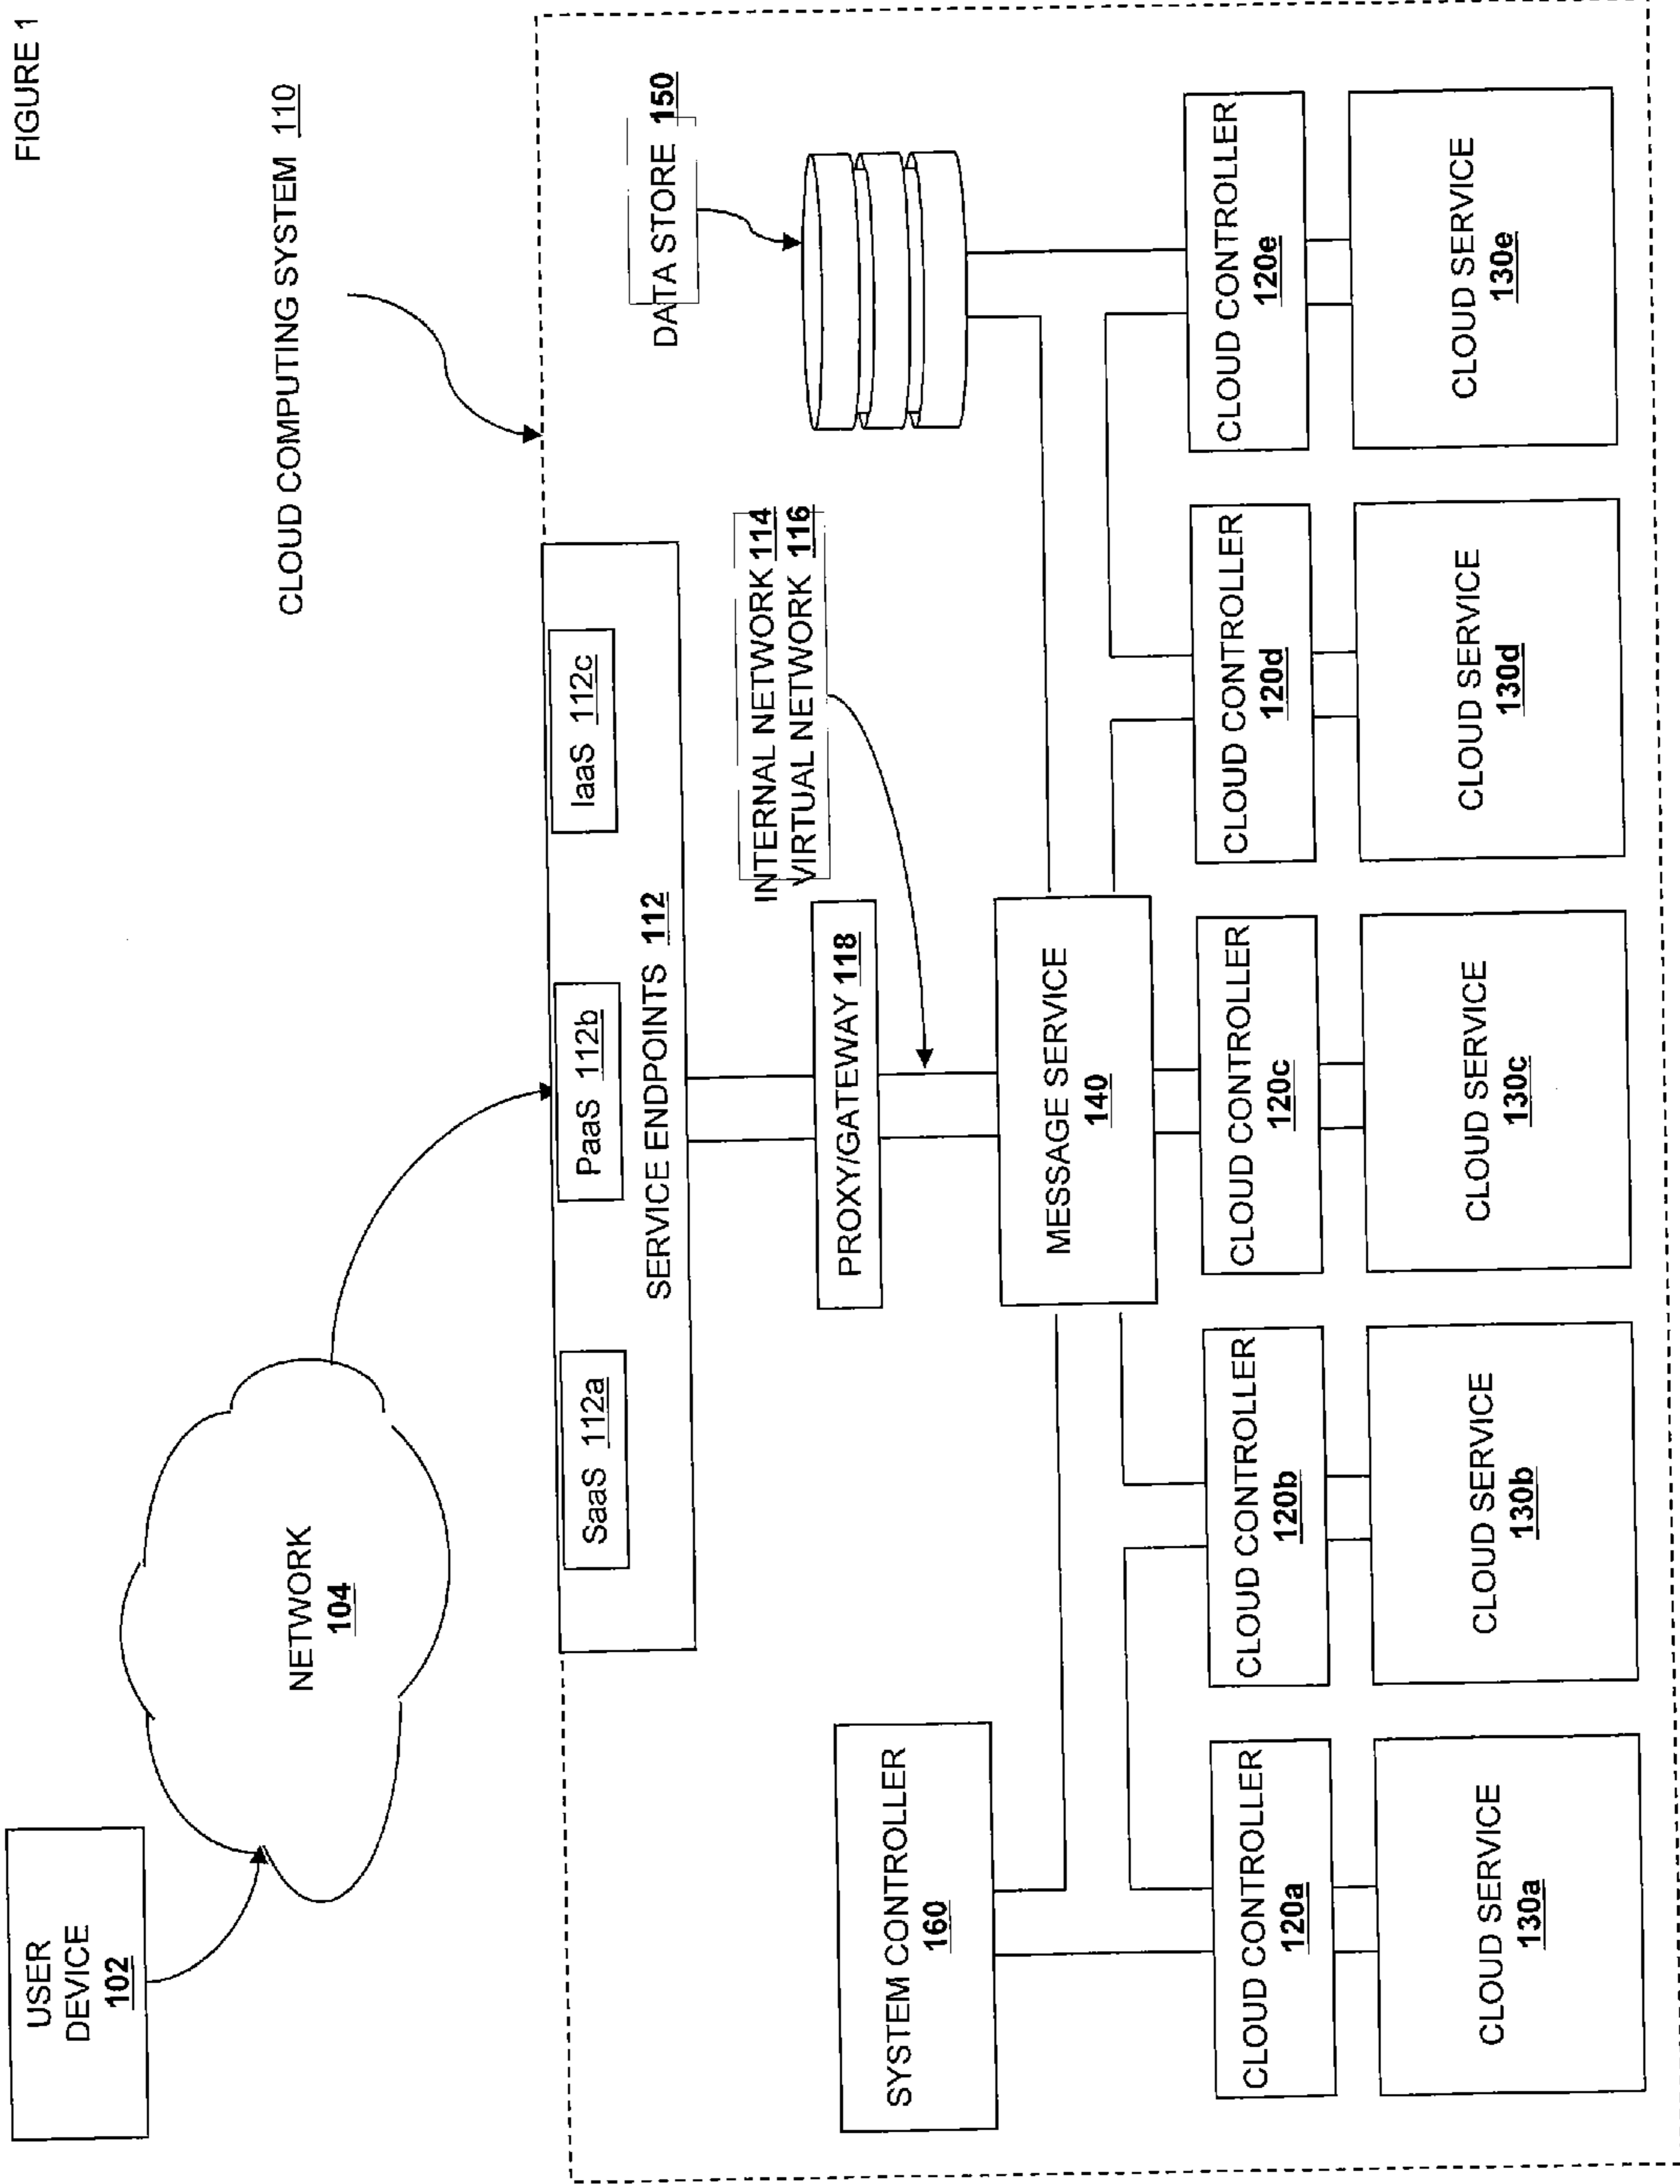 FIGURE 1
USER
DEVICE
102
NETWORK
104
CLOUD COMPUTING SYSTEM 110
SaaS 112a
PaaS 112b
IaaS 112c
SERVICE ENDPOINTS 112
DATA STORE 150
INTERNAL NETWORK 114
VIRTUAL NETWORK 116
PROXY/GATEWAY 118
SYSTEM CONTROLLER
160
MESSAGE SERVICE
140
CLOUD CONTROLLER
120a
CLOUD CONTROLLER
120b
CLOUD CONTROLLER
120c
CLOUD CONTROLLER
120d
CLOUD CONTROLLER
120e
CLOUD SERVICE
130a
CLOUD SERVICE
130b
CLOUD SERVICE
130c
CLOUD SERVICE
130d
CLOUD SERVICE
130e